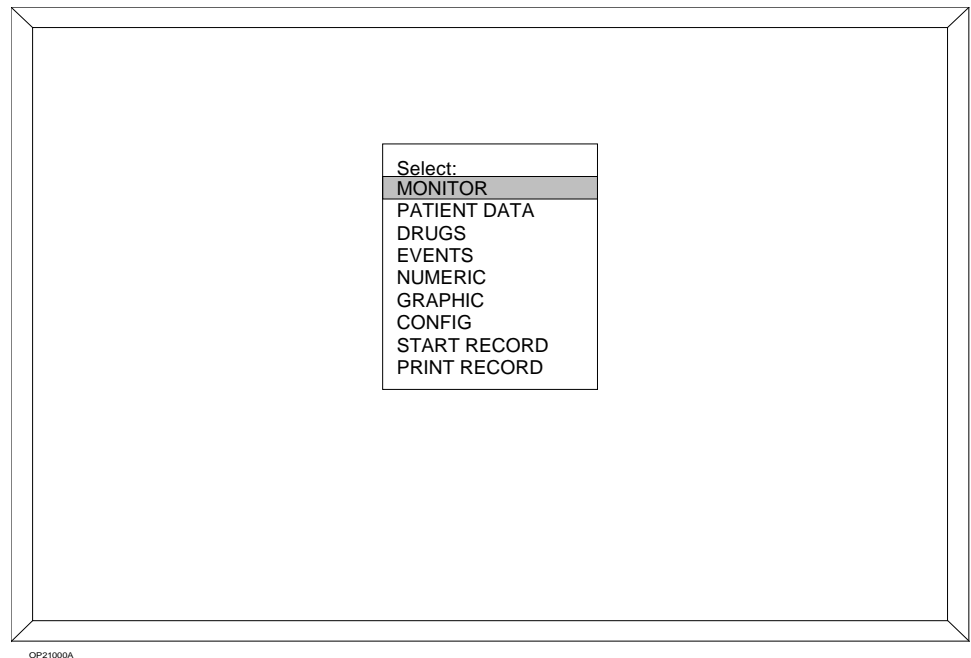 Select:
MONITOR
PATIENT DATA
DRUGS
EVENTS
NUMERIC
GRAPHIC
CONFIG
START RECORD
PRINT RECORD
OP21000A